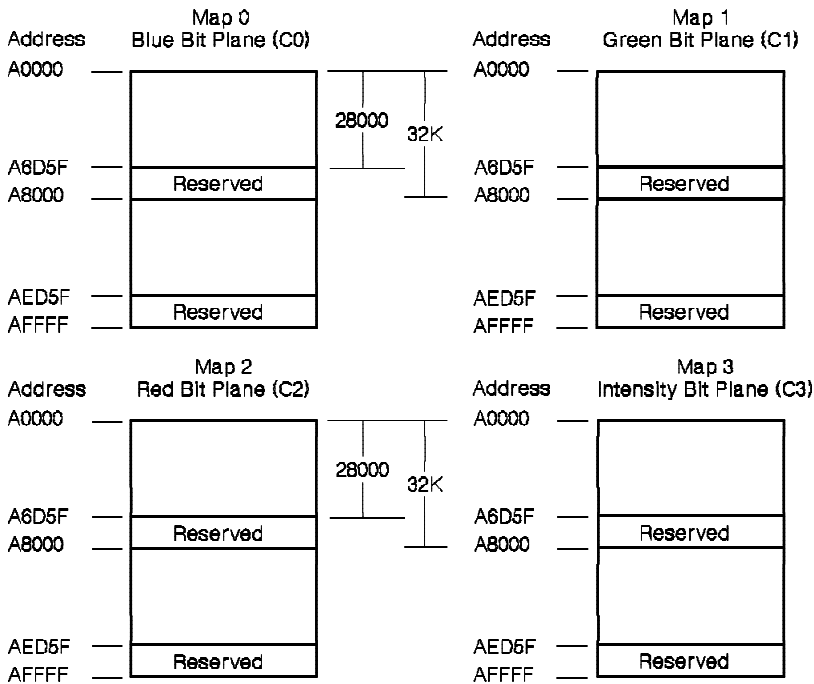 Map 0
Address Blue Bit Plane (C0)
A0000
28000
32K
A6D5F
Reserved
A8000
AED5F
Reserved
AFFFF
Map 1
Address Green Bit Plane (C1)
A0000
A6D5F
Reserved
A8000
AED5F
Reserved
AFFFF
Map 2
Address Red Bit Plane (C2)
A0000
28000
32K
A6D5F
Reserved
A8000
AED5F
Reserved
AFFFF
Map 3
Address Intensity Bit Plane (C3)
A0000
A6D5F
Reserved
A8000
AED5F
Reserved
AFFFF